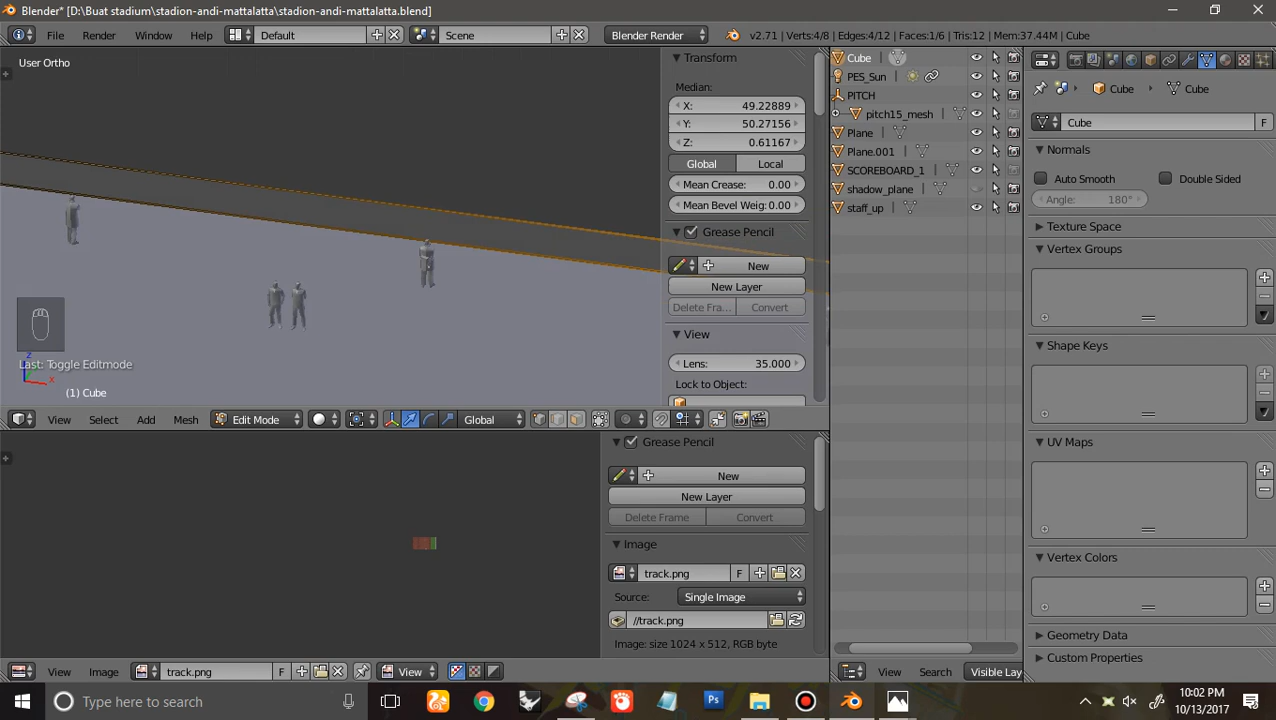 Blender* [D:\Buat stadium\stadion-andi-mattalatta\stadion-andi-mattalatta.blend]
File Render Window Help Default Scene Blender Render v2.71 | Verts:4/8 | Edges:4/12 | Faces:1/6 | Tris:12 | Mem:37.44M | Cube
User Ortho
Transform
Median:
X: 49.22889
Y: 50.27156
Z: 0.61167
Global Local
Mean Crease: 0.00
Mean Bevel Weig: 0.00
Grease Pencil
New
New Layer
Delete Fra... Convert
View
Lens: 35.000
Lock to Object:
Last: Toggle Editmode
z
x
(1) Cube
View Select Add Mesh Edit Mode Global
Grease Pencil
New
New Layer
Delete Frame Convert
Image
track.png F
Source: Single Image
//track.png
Image: size 1024 x 512, RGB byte
View Image track.png F View
Cube
PES_Sun
PITCH
pitch15_mesh
Plane
Plane.001
SCOREBOARD_1
shadow_plane
staff_up
View Search Visible Lay
Cube Cube
Cube F
Normals
Auto Smooth Double Sided
Angle: 180°
Texture Space
Vertex Groups
Shape Keys
UV Maps
Vertex Colors
Geometry Data
Custom Properties
Type here to search
Ps
10:02 PM
10/13/2017